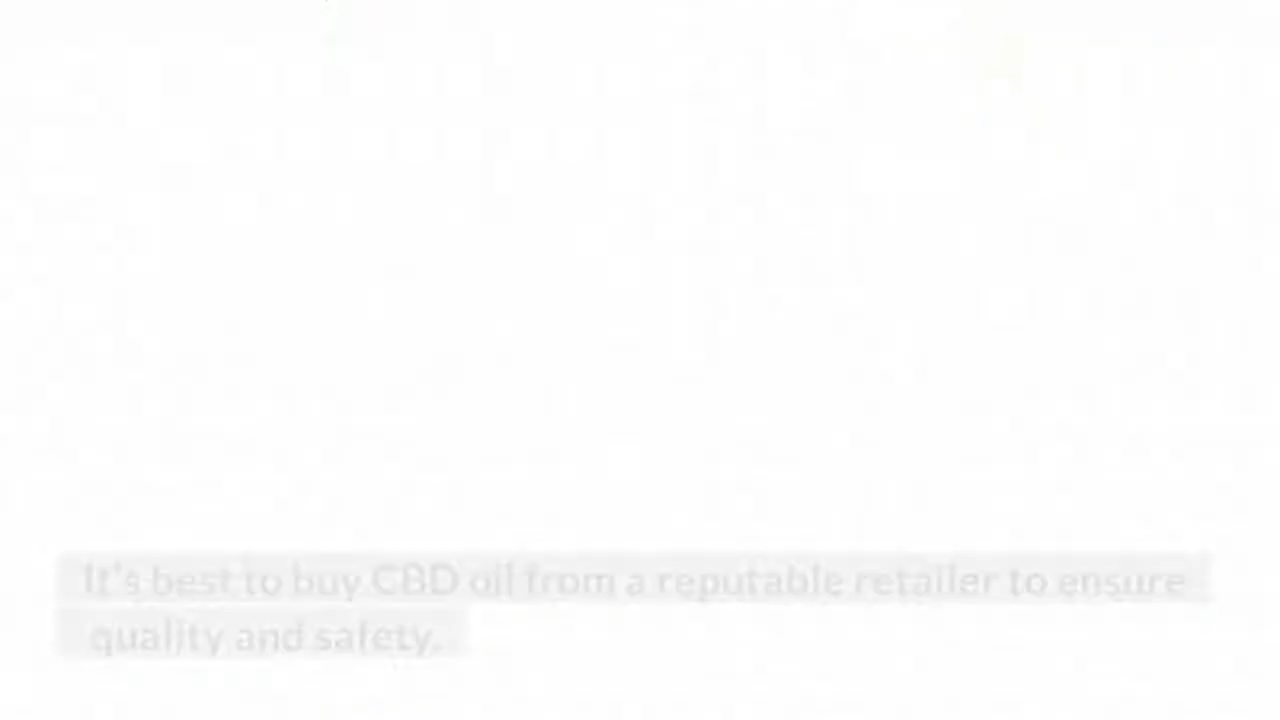 It's best to buy CBD oil from a reputable retailer to ensure
quality and safety.